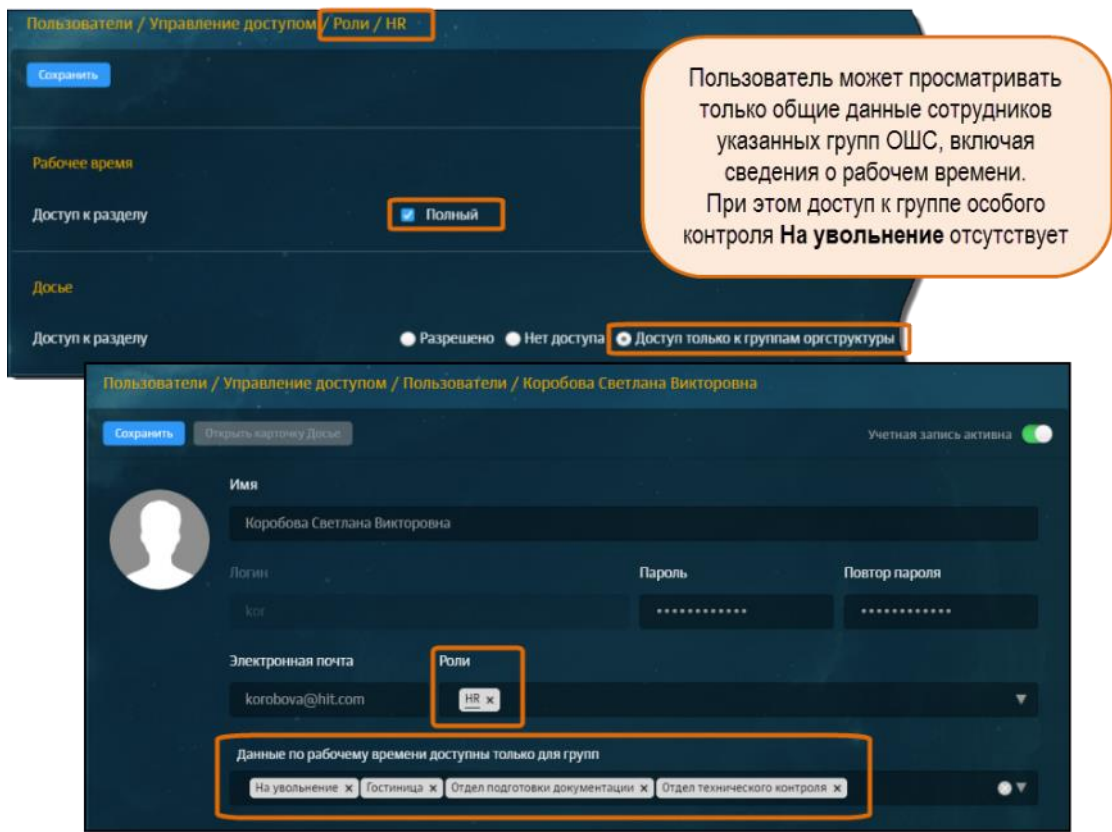 Пользователи / Управление доступом / Роли / HR
Сохранить
Пользователь может просматривать
только общие данные сотрудников
указанных групп ОШС, включая
сведения о рабочем времени.
При этом доступ к группе особого
контроля На увольнение отсутствует
Рабочее время
Доступ к разделу
Полный
Досье
Доступ к разделу Разрешено Нет доступа Доступ только к группам оргструктуры
Пользователи / Управление доступом / Пользователи / Коробова Светлана Викторовна
Сохранить Открыть карточку Досье Учетная запись активна
Имя
Коробова Светлана Викторовна
Логин Пароль Повтор пароля
kor
Электронная почта Роли
korobova@hit.com HR x
Данные по рабочему времени доступны только для групп
На увольнение x Гостиница x Отдел подготовки документации x Отдел технического контроля x